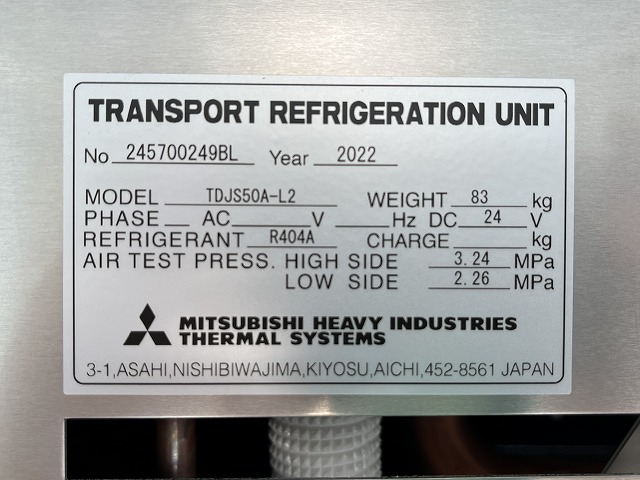 TRANSPORT REFRIGERATION UNIT
No 245700249BL Year 2022
MODEL TDJS50A-L2 WEIGHT 83 kg
PHASE AC V Hz DC 24 V
REFRIGERANT R404A CHARGE kg
AIR TEST PRESS. HIGH SIDE 3.24 MPa
LOW SIDE 2.26 MPa
MITSUBISHI HEAVY INDUSTRIES
THERMAL SYSTEMS
3-1,ASAHI,NISHIBIWAJIMA,KIYOSU,AICHI,452-8561 JAPAN